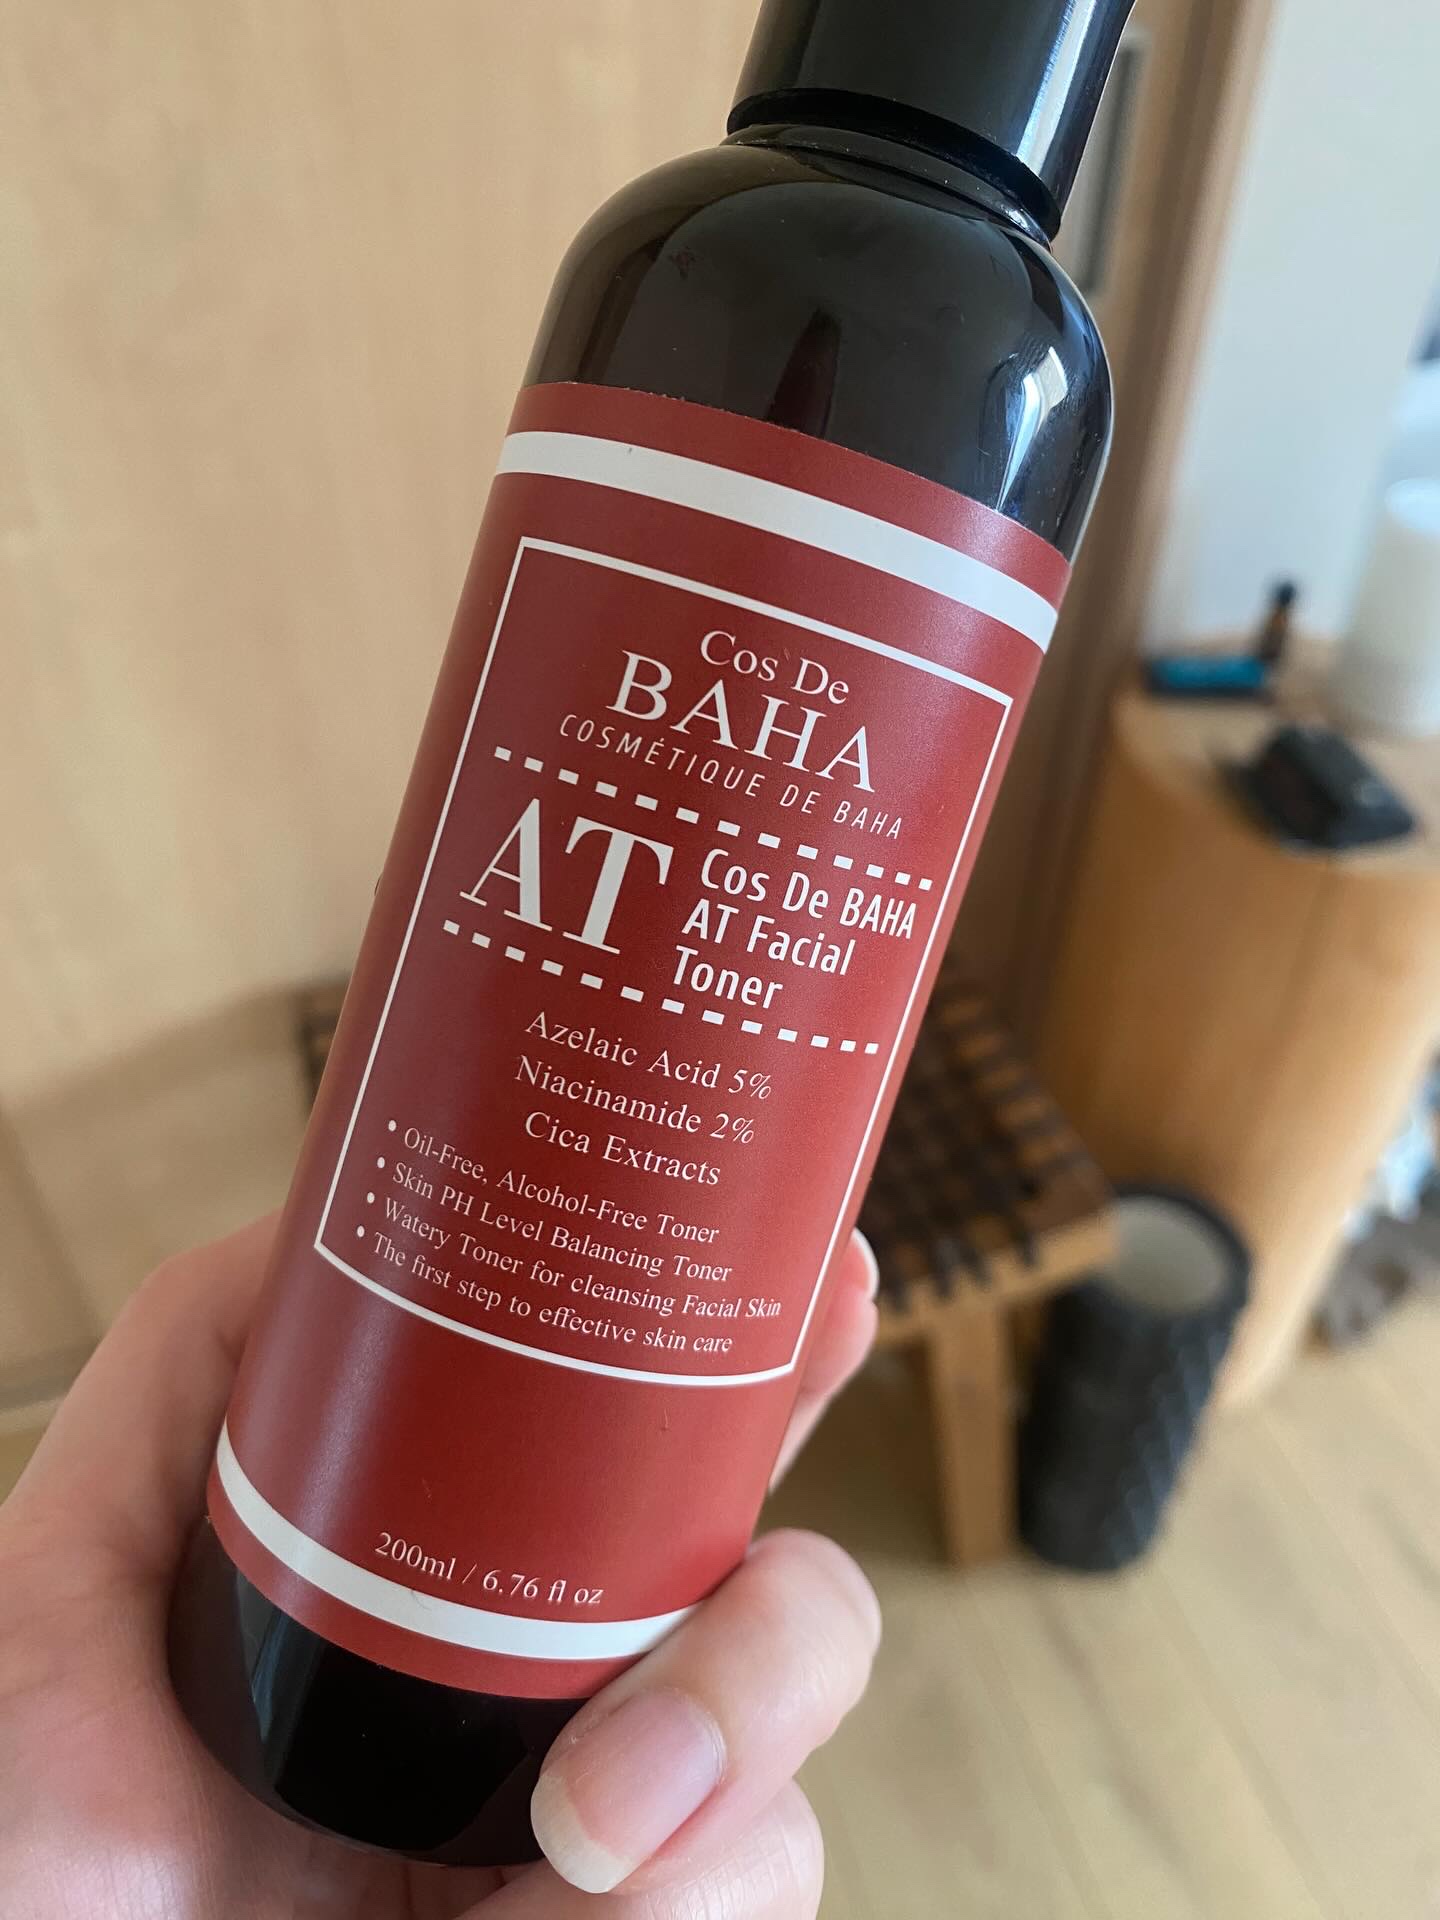 Cos De
BAHA
COSMÉTIQUE DE BAHA
AT
Cos De BAHA
AT Facial
Toner
Azelaic Acid 5%
Niacinamide 2%
Cica Extracts
• Oil-Free, Alcohol-Free Toner
• Skin PH Level Balancing Toner
• Watery Toner for cleansing Facial Skin
• The first step to effective skin care
200ml / 6.76 fl oz